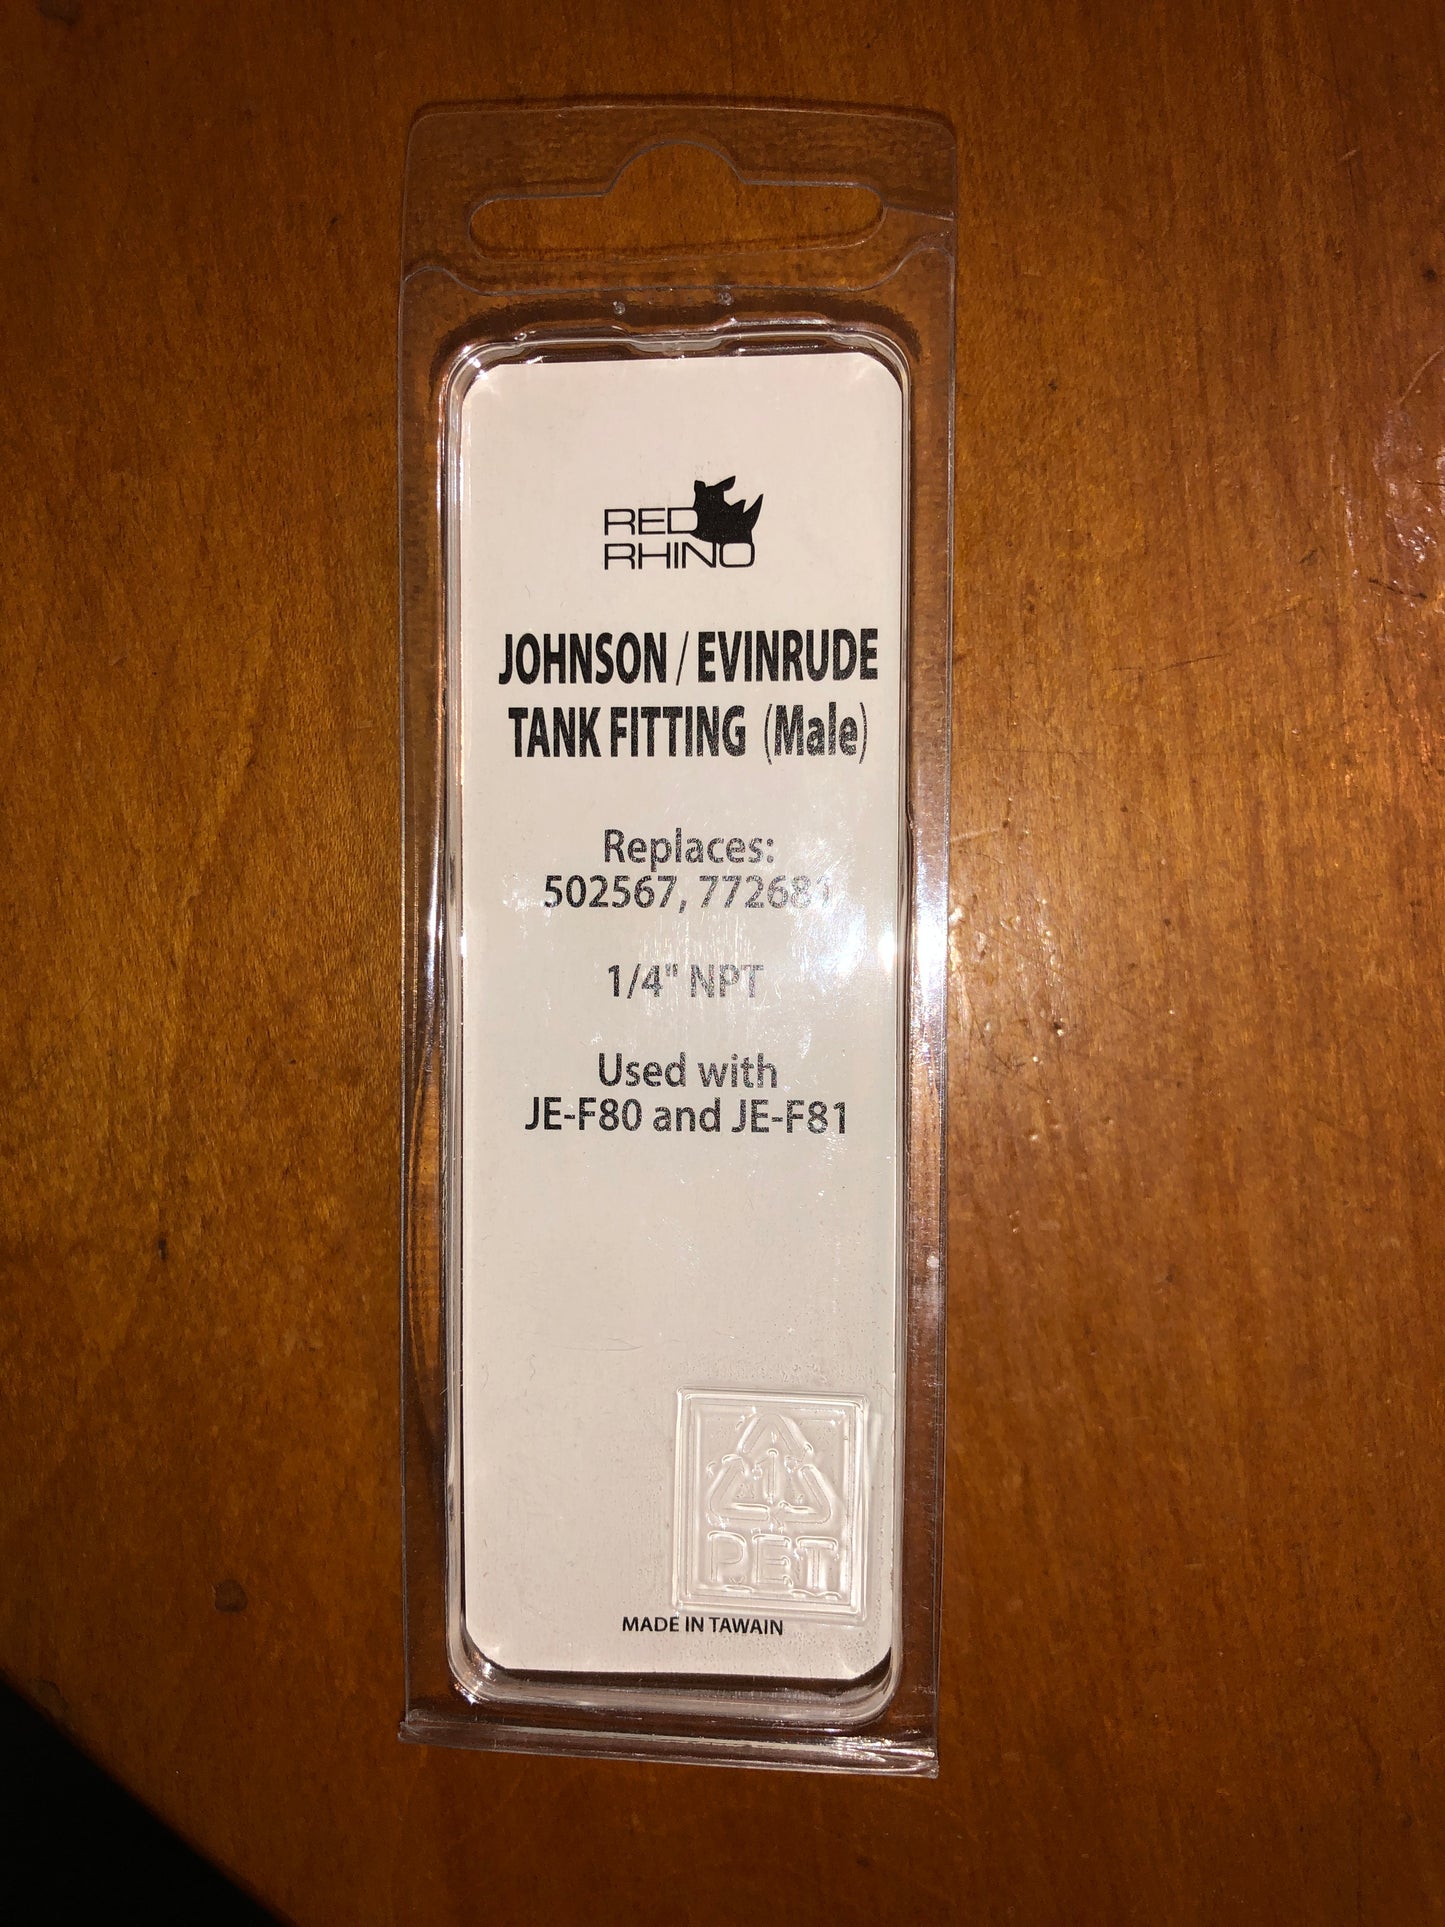 RED
RHINO
JOHNSON / EVINRUDE
TANK FITTING (Male)
Replaces:
502567, 772681
1/4" NPT
Used with
JE-F80 and JE-F81
1
PET
MADE IN TAWAIN